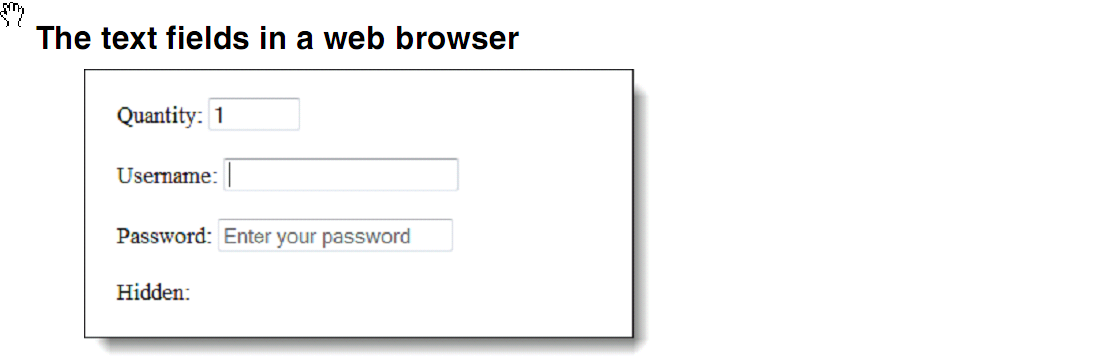 The text fields in a web browser
Quantity: 1
Username:
Password: Enter your password
Hidden: